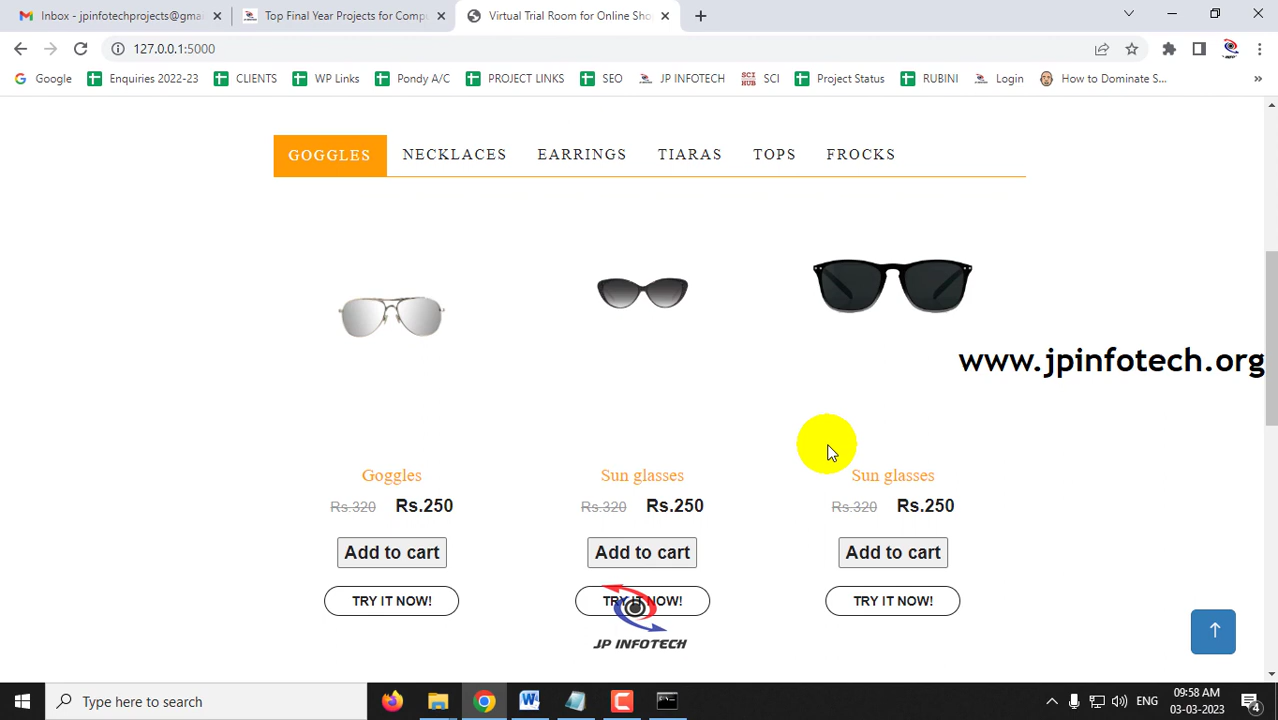 Inbox - jpinfotechprojects@gmai
Top Final Year Projects for Compu
Virtual Trial Room for Online Sho
127.0.0.1:5000
Google
Enquiries 2022-23
CLIENTS
WP Links
Pondy A/C
PROJECT LINKS
SEO
JP INFOTECH
SCI HUB
SCI
Project Status
RUBINI
Login
How to Dominate S...
»
GOGGLES NECKLACES EARRINGS TIARAS TOPS FROCKS
www.jpinfotech.org
Goggles Sun glasses Sun glasses
Rs.320 Rs.250 Rs.320 Rs.250 Rs.320 Rs.250
Add to cart Add to cart Add to cart
TRY IT NOW! TRY IT NOW! TRY IT NOW!
JP INFOTECH
Type here to search
ENG
09:58 AM
03-03-2023
4